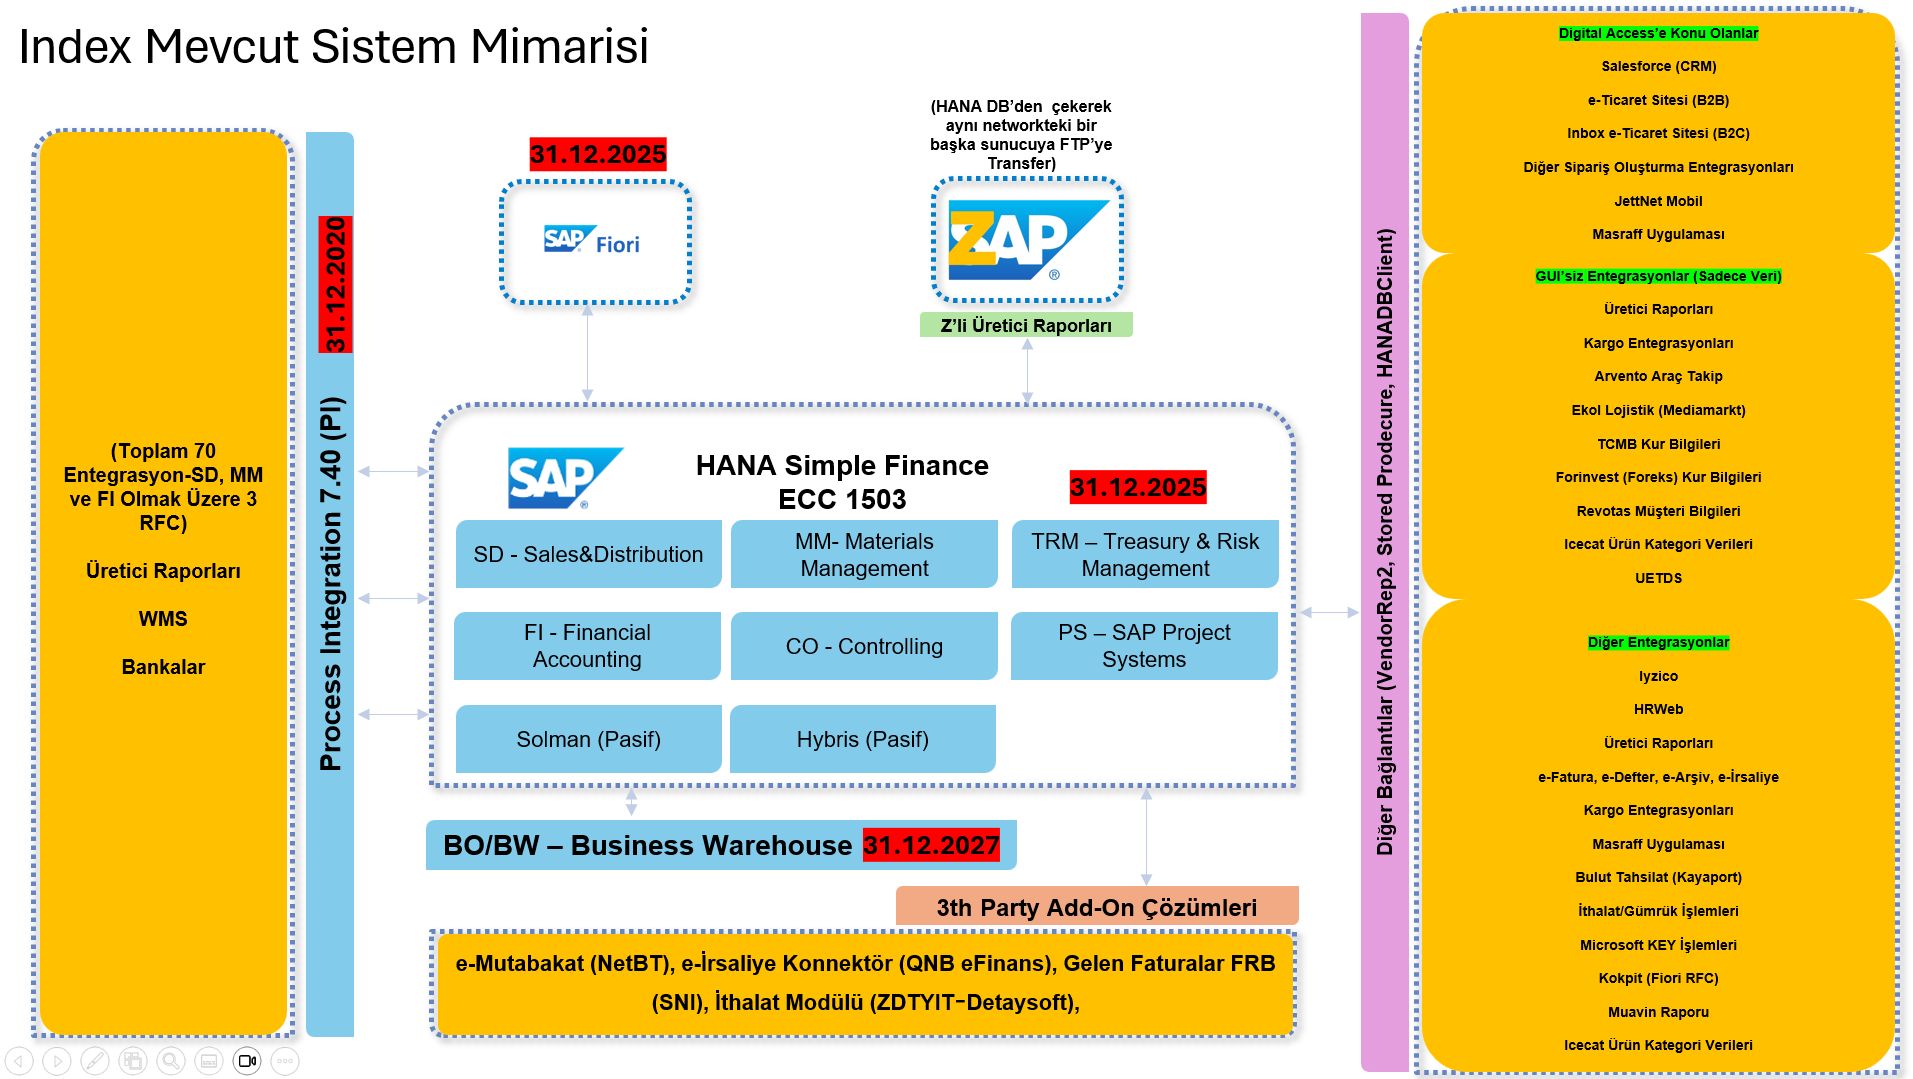 Index Mevcut Sistem Mimarisi
(Toplam 70
Entegrasyon-SD, MM
ve FI Olmak Üzere 3
RFC)
Üretici Raporları
WMS
Bankalar
Process Integration 7.40 (PI)
31.12.2020
31.12.2025
SAP Fiori
(HANA DB’den çekerek
aynı networkteki bir
başka sunucuya FTP’ye
Transfer)
ZAP®
Z’li Üretici Raporları
SAP®
HANA Simple Finance
ECC 1503
31.12.2025
SD - Sales&Distribution
MM- Materials
Management
TRM – Treasury & Risk
Management
FI - Financial
Accounting
CO - Controlling
PS – SAP Project
Systems
Solman (Pasif)
Hybris (Pasif)
BO/BW – Business Warehouse 31.12.2027
3th Party Add-On Çözümleri
e-Mutabakat (NetBT), e-İrsaliye Konnektör (QNB eFinans), Gelen Faturalar FRB
(SNI), İthalat Modülü (ZDTYIT-Detaysoft),
Diğer Bağlantılar (VendorRep2, Stored Prodecure, HANADBClient)
Digital Access’e Konu Olanlar
Salesforce (CRM)
e-Ticaret Sitesi (B2B)
Inbox e-Ticaret Sitesi (B2C)
Diğer Sipariş Oluşturma Entegrasyonları
JettNet Mobil
Masraff Uygulaması
GUI’siz Entegrasyonlar (Sadece Veri)
Üretici Raporları
Kargo Entegrasyonları
Arvento Araç Takip
Ekol Lojistik (Mediamarkt)
TCMB Kur Bilgileri
Forinvest (Foreks) Kur Bilgileri
Revotas Müşteri Bilgileri
Icecat Ürün Kategori Verileri
UETDS
Diğer Entegrasyonlar
Iyzico
HRWeb
Üretici Raporları
e-Fatura, e-Defter, e-Arşiv, e-İrsaliye
Kargo Entegrasyonları
Masraff Uygulaması
Bulut Tahsilat (Kayaport)
İthalat/Gümrük İşlemleri
Microsoft KEY İşlemleri
Kokpit (Fiori RFC)
Muavin Raporu
Icecat Ürün Kategori Verileri